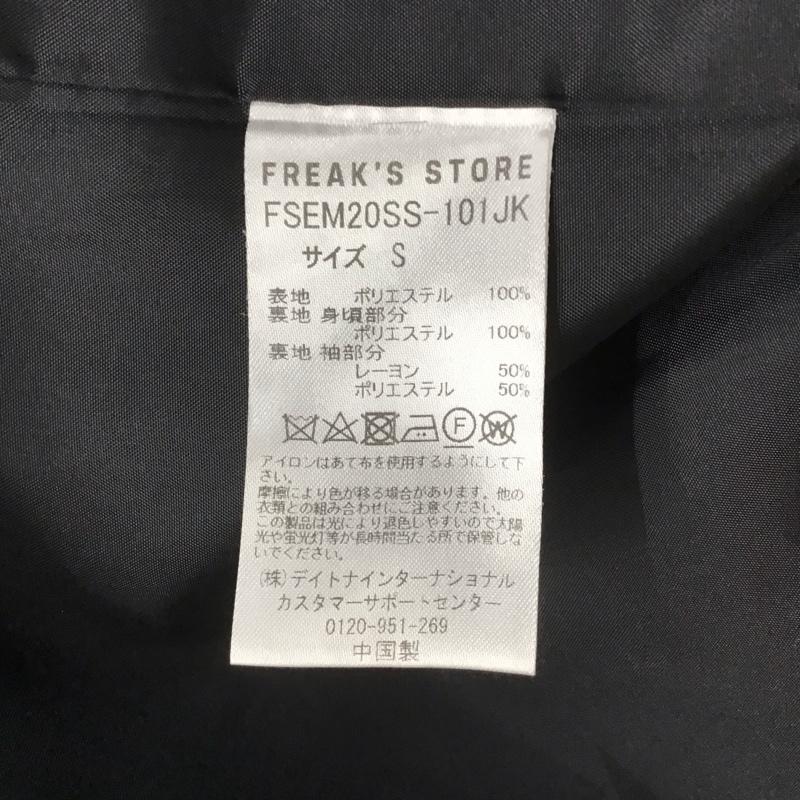 FREAK'S STORE
FSEM20SS-101JK
サイズ S
表地 ポリエステル 100%
裏地 身頃部分
ポリエステル 100%
裏地 袖部分
レーヨン 50%
ポリエステル 50%
F W
アイロンはあて布を使用するようにして下
さい。
摩擦により色が移る場合があります。他の
衣類との組み合わせにご注意ください。
この製品は光により退色しやすいので太陽
光や蛍光灯等が長時間当たる所で保管しな
いでください。
(株)デイトナインターナショナル
カスタマーサポートセンター
0120-951-269
中国製